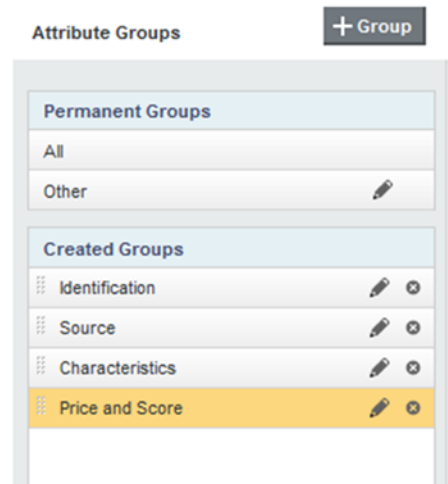 Attribute Groups
+ Group
Permanent Groups
All
Other
Created Groups
Identification
Source
Characteristics
Price and Score